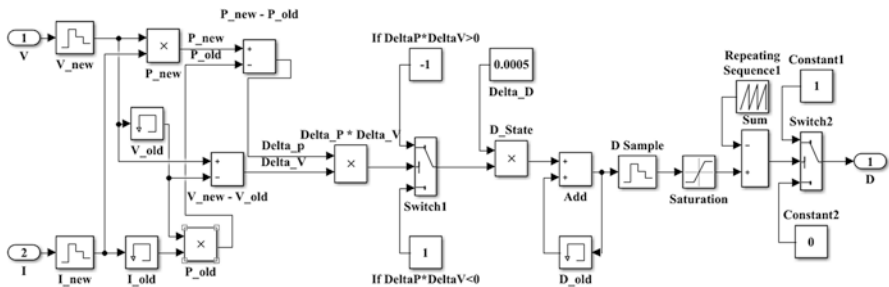 P_new - P_old
1
V
V_new
×
P_new
P_new
P_old
+
-
If DeltaP*DeltaV>0
-1
0.0005
Delta_D
Repeating
Sequence1
Constant1
1
V_old
Delta_p
Delta_V
Delta_P * Delta_V
×
D_State
×
D Sample
Sum
-
+
Switch2
1
D
+
-
V_new - V_old
Switch1
+
+
Add
Saturation
2
I
I_new
I_old
×
P_old
1
If DeltaP*DeltaV<0
D_old
Constant2
0